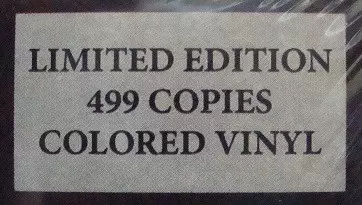 LIMITED EDITION
499 COPIES
COLORED VINYL